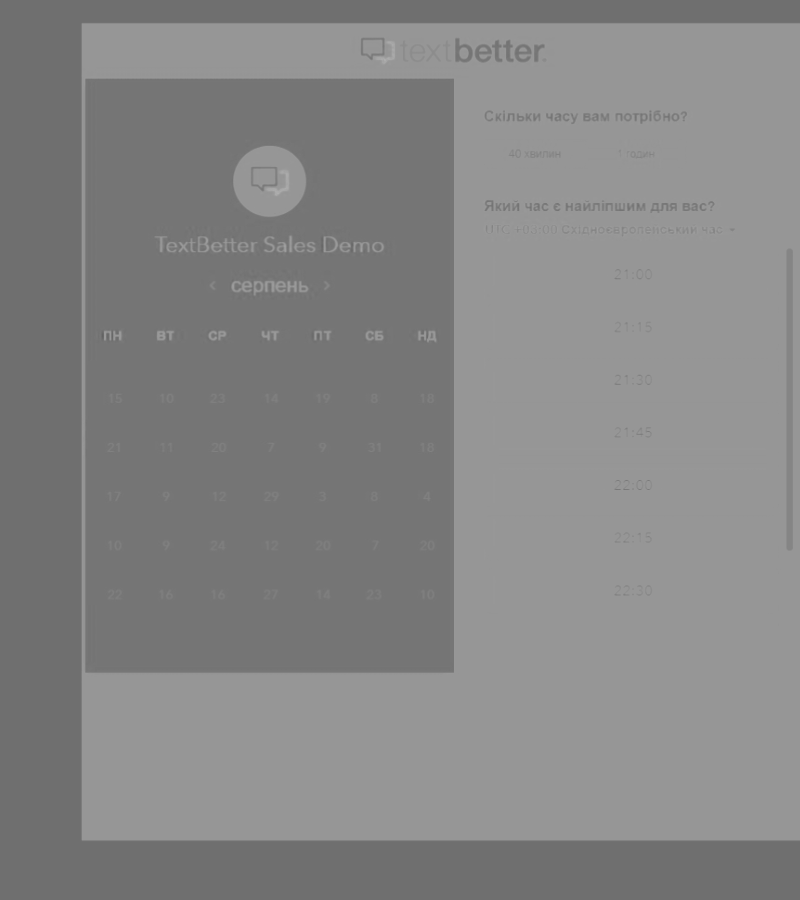 textbetter
TextBetter Sales Demo
‹ серпень ›
ПН ВТ СР ЧТ ПТ СБ НД
15 10 23 14 19 8 18
21 11 20 7 9 31 18
17 9 12 29 3 8 4
10 9 24 12 20 7 20
22 16 16 27 14 23 10
Скільки часу вам потрібно?
40 хвилин 1 годин
Який час є найліпшим для вас?
Східноєвропейський час
21:00
21:15
21:30
21:45
22:00
22:15
22:30